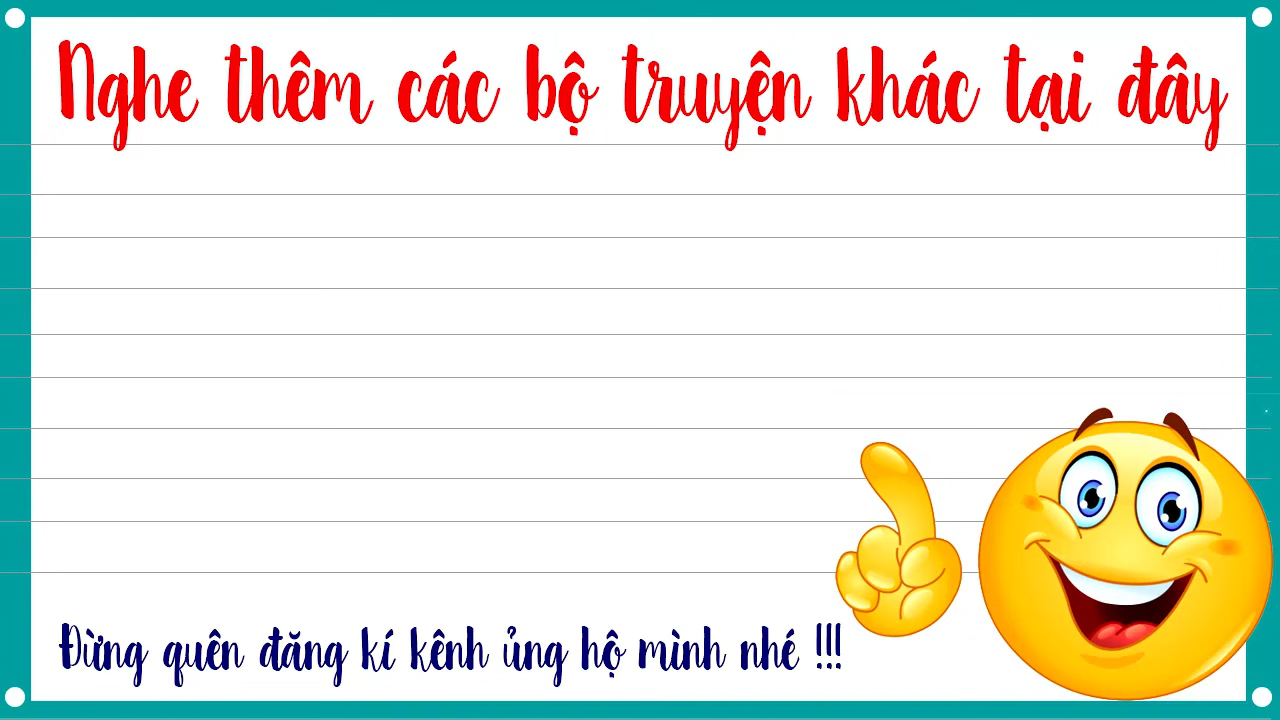 Nghe thêm các bộ truyện khác tại đây
Đừng quên đăng kí kênh ủng hộ mình nhé !!!